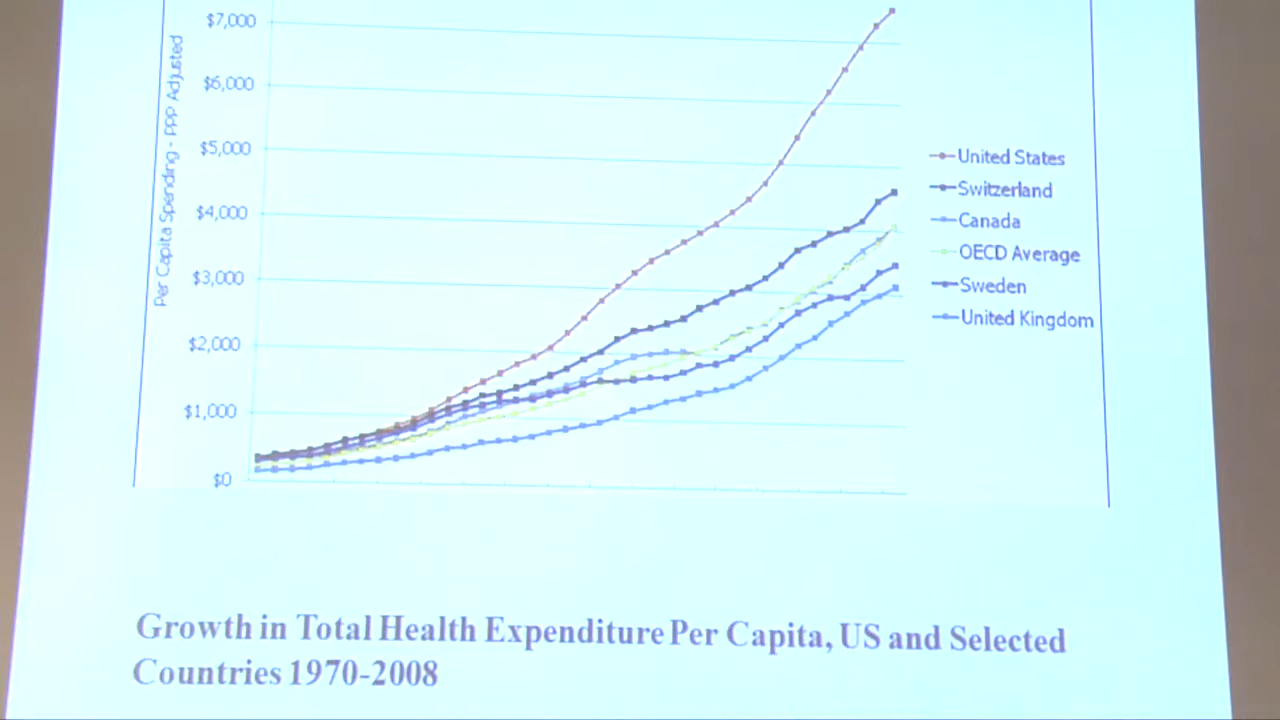 $7,000
$6,000
$5,000
$4,000
$3,000
$2,000
$1,000
$0
Per Capita Spending - PPP Adjusted
United States
Switzerland
Canada
OECD Average
Sweden
United Kingdom
Growth in Total Health Expenditure Per Capita, US and Selected
Countries 1970-2008